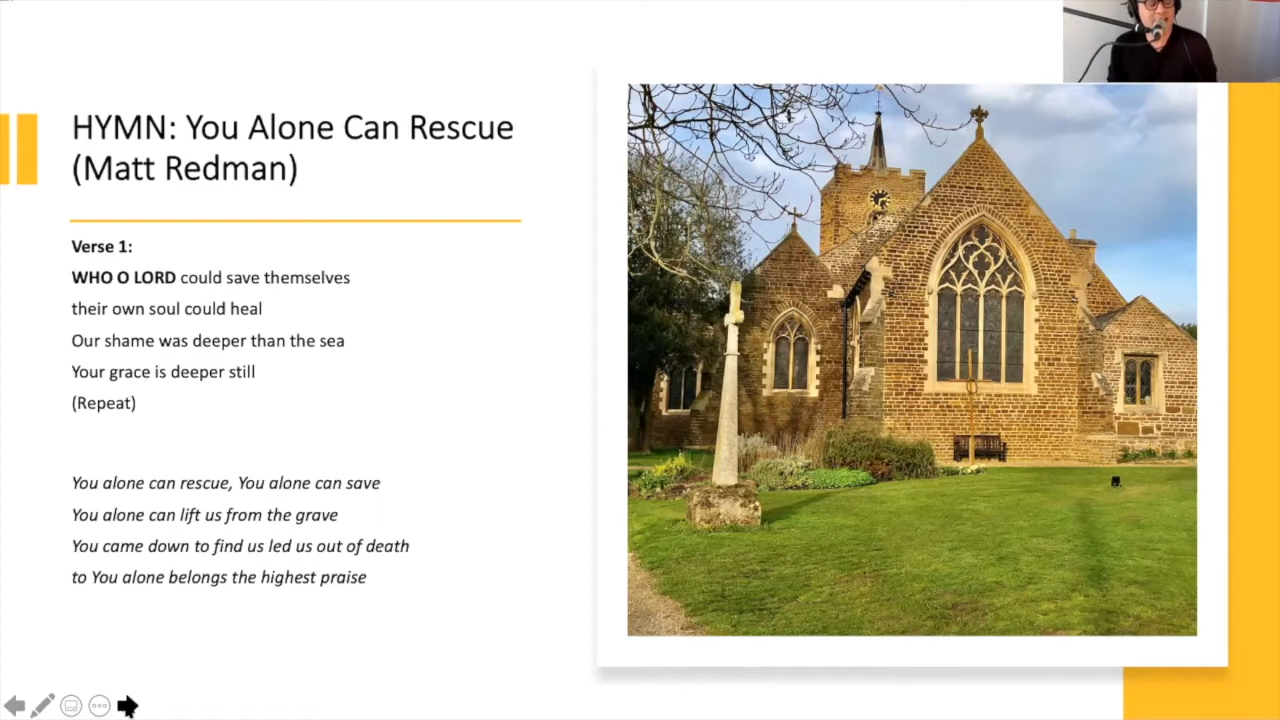 HYMN: You Alone Can Rescue
(Matt Redman)
Verse 1:
WHO O LORD could save themselves
their own soul could heal
Our shame was deeper than the sea
Your grace is deeper still
(Repeat)
You alone can rescue, You alone can save
You alone can lift us from the grave
You came down to find us led us out of death
to You alone belongs the highest praise